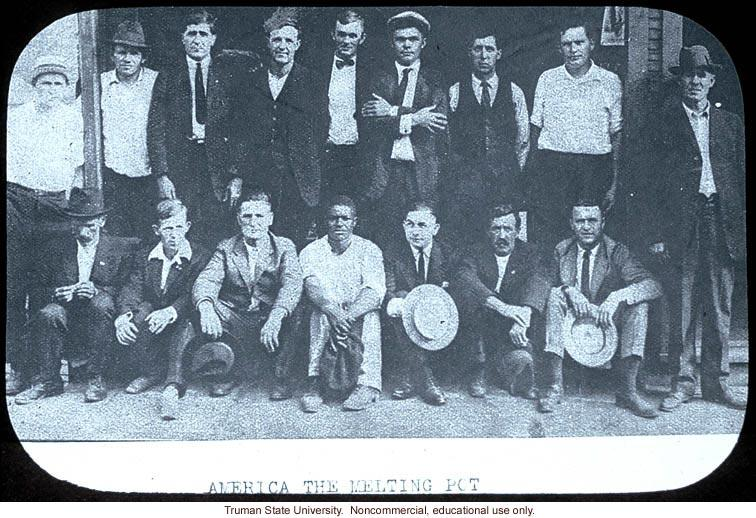 AMERICA THE MELTING POT
Truman State University. Noncommercial, educational use only.